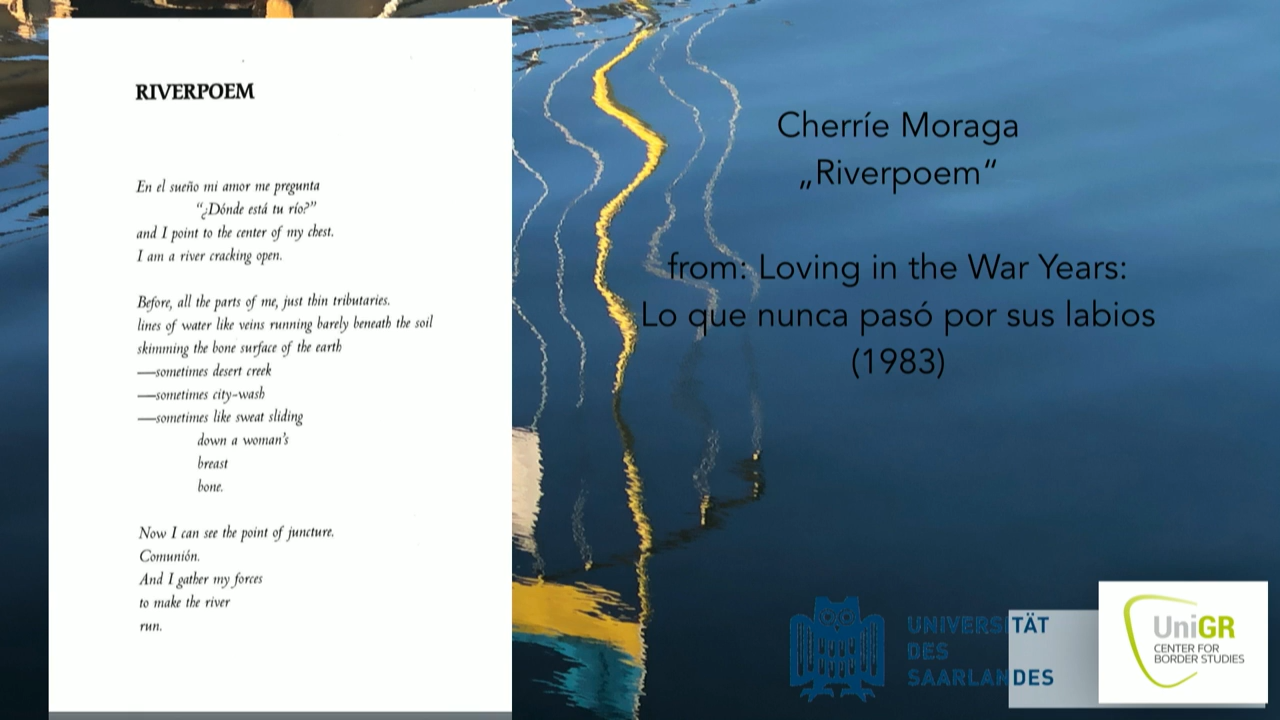 RIVERPOEM
En el sueño mi amor me pregunta
“¿Dónde está tu río?”
and I point to the center of my chest.
I am a river cracking open.
Before, all the parts of me, just thin tributaries.
lines of water like veins running barely beneath the soil
skimming the bone surface of the earth
—sometimes desert creek
—sometimes city-wash
—sometimes like sweat sliding
down a woman's
breast
bone.
Now I can see the point of juncture.
Comunión.
And I gather my forces
to make the river
run.
Cherríe Moraga
„Riverpoem“
from: Loving in the War Years:
Lo que nunca pasó por sus labios
(1983)
UNIVERSITÄT
DES
SAARLANDES
UniGR
CENTER FOR
BORDER STUDIES